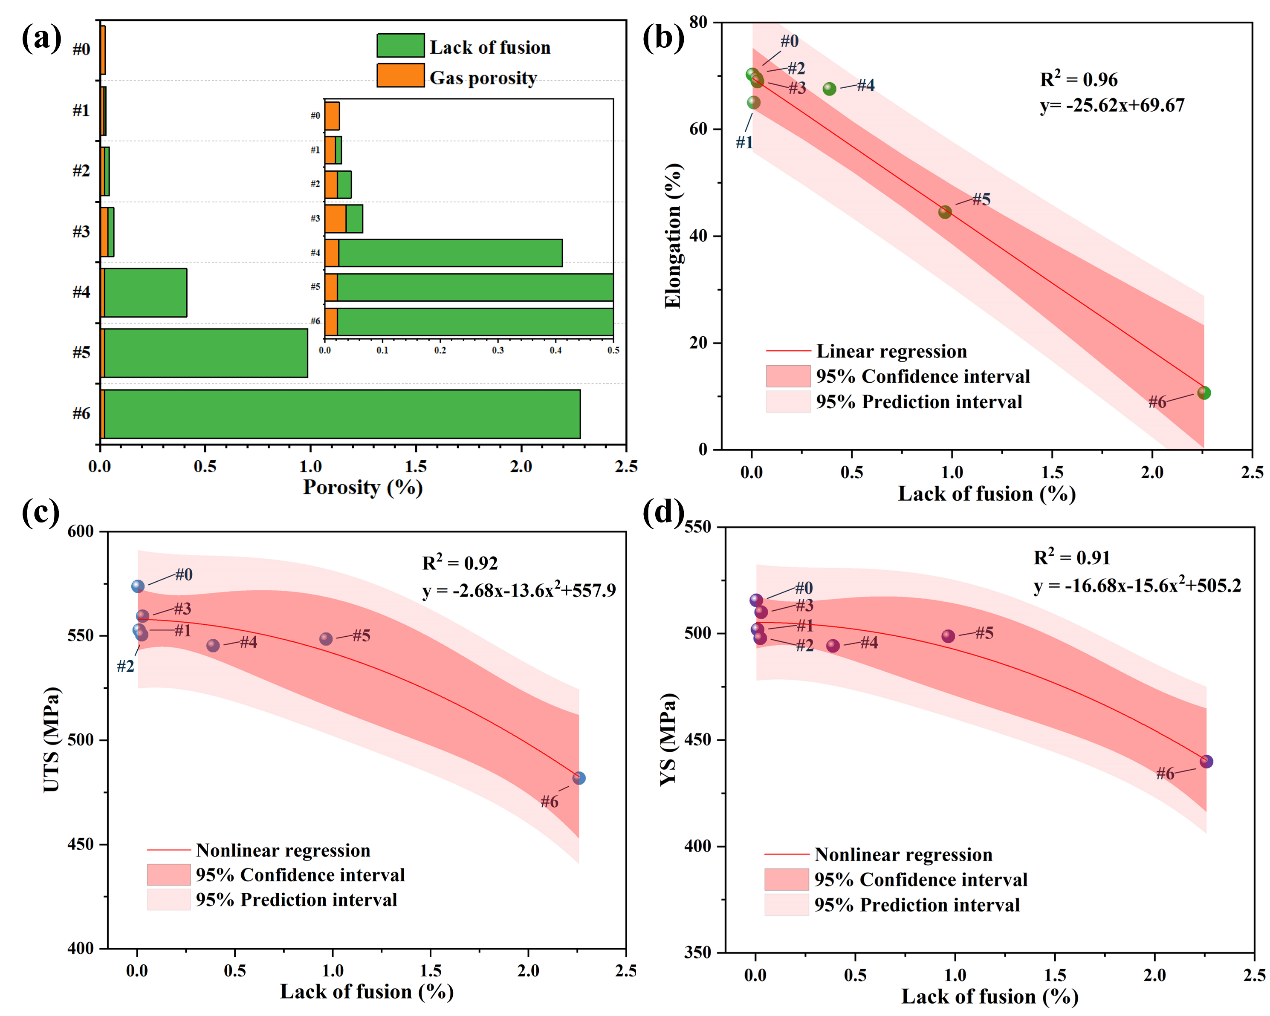 (a)
#0
#1
#2
#3
#4
#5
#6
Lack of fusion
Gas porosity
#0
#1
#2
#3
#4
#5
#6
0.0 0.1 0.2 0.3 0.4 0.5
0.0 0.5 1.0 1.5 2.0 2.5
Porosity (%)
(b)
Elongation (%)
80
60
40
20
0
#0
#2
#3
#4
#1
#5
#6
R² = 0.96
y= -25.62x+69.67
Linear regression
95% Confidence interval
95% Prediction interval
0.0 0.5 1.0 1.5 2.0 2.5
Lack of fusion (%)
(c)
UTS (MPa)
600
550
500
450
400
#0
#3
#1
#2
#4
#5
#6
R² = 0.92
y = -2.68x-13.6x²+557.9
Nonlinear regression
95% Confidence interval
95% Prediction interval
0.0 0.5 1.0 1.5 2.0 2.5
Lack of fusion (%)
(d)
YS (MPa)
550
500
450
400
350
#0
#3
#1
#2
#4
#5
#6
R² = 0.91
y = -16.68x-15.6x²+505.2
Nonlinear regression
95% Confidence interval
95% Prediction interval
0.0 0.5 1.0 1.5 2.0 2.5
Lack of fusion (%)